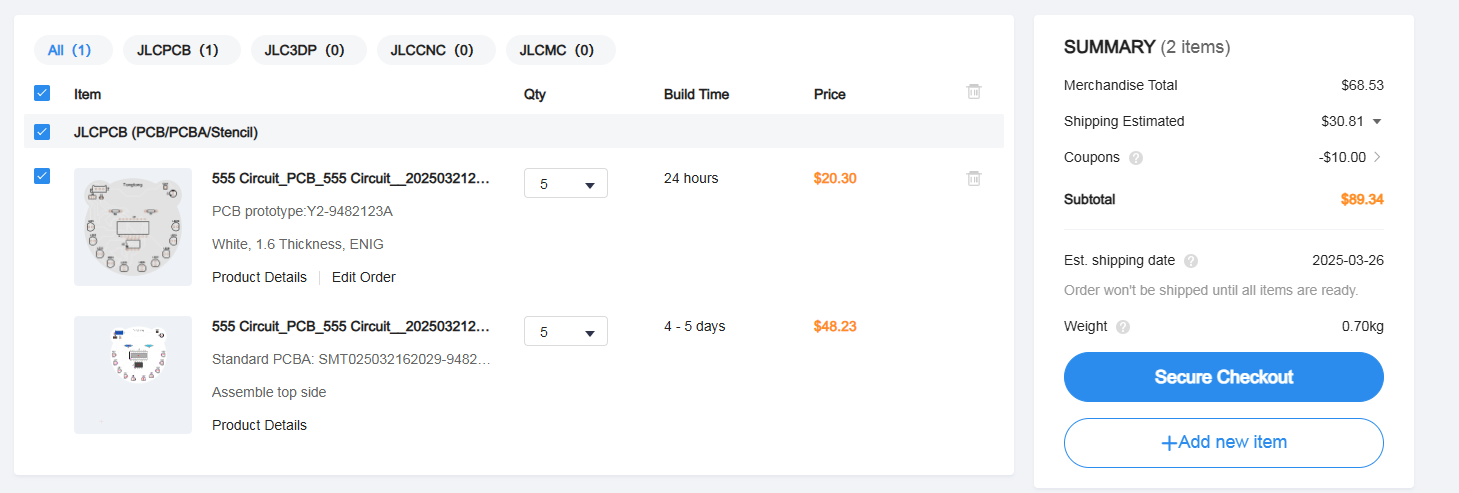 All (1) JLCPCB (1) JLC3DP (0) JLCCNC (0) JLCMC (0)
Item Qty Build Time Price
JLCPCB (PCB/PCBA/Stencil)
555 Circuit_PCB_555 Circuit__202503212... 5 24 hours $20.30
PCB prototype:Y2-9482123A
White, 1.6 Thickness, ENIG
Product Details Edit Order
555 Circuit_PCB_555 Circuit__202503212... 5 4 - 5 days $48.23
Standard PCBA: SMT025032162029-9482...
Assemble top side
Product Details
SUMMARY (2 items)
Merchandise Total $68.53
Shipping Estimated $30.81
Coupons ? -$10.00
Subtotal $89.34
Est. shipping date ? 2025-03-26
Order won't be shipped until all items are ready.
Weight ? 0.70kg
Secure Checkout
+Add new item